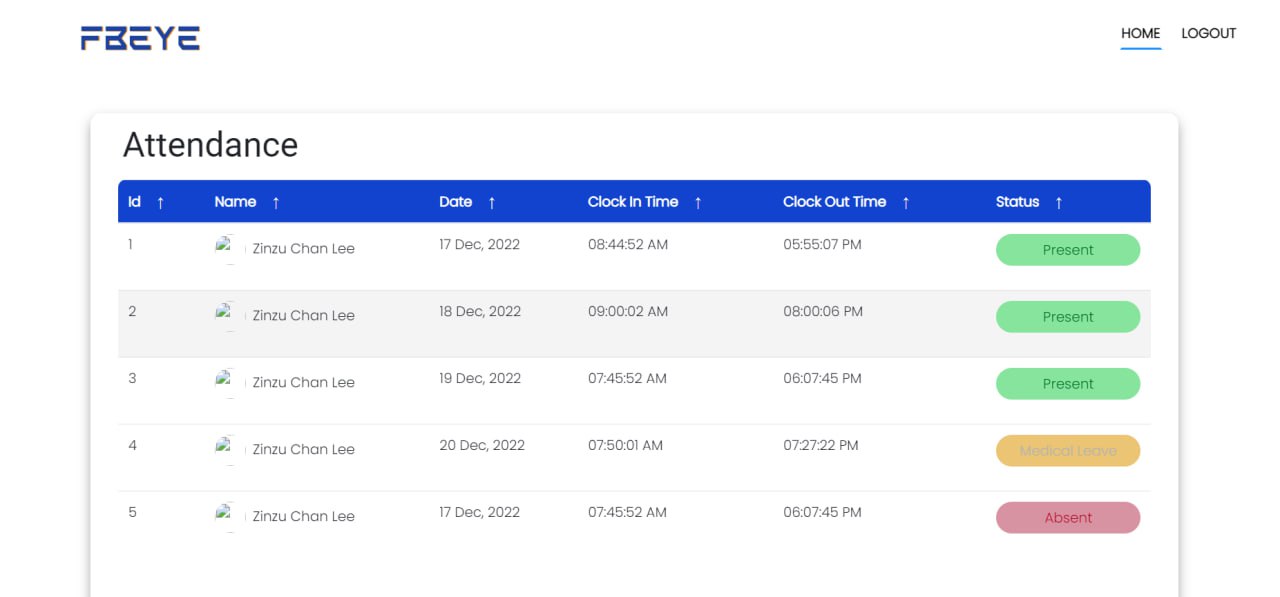 FBEYE
HOME LOGOUT
Attendance
Id ↑ Name ↑ Date ↑ Clock In Time ↑ Clock Out Time ↑ Status ↑
1 Zinzu Chan Lee 17 Dec, 2022 08:44:52 AM 05:55:07 PM Present
2 Zinzu Chan Lee 18 Dec, 2022 09:00:02 AM 08:00:06 PM Present
3 Zinzu Chan Lee 19 Dec, 2022 07:45:52 AM 06:07:45 PM Present
4 Zinzu Chan Lee 20 Dec, 2022 07:50:01 AM 07:27:22 PM Medical Leave
5 Zinzu Chan Lee 17 Dec, 2022 07:45:52 AM 06:07:45 PM Absent